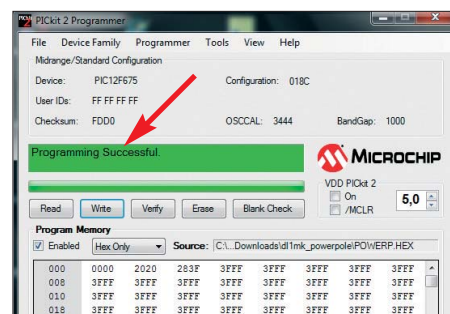 PICkit 2 Programmer
File Device Family Programmer Tools View Help
Midrange/Standard Configuration
Device: PIC12F675 Configuration: 018C
User IDs: FF FF FF FF
Checksum: FDD0 OSCCAL: 3444 BandGap: 1000
Programming Successful.
MICROCHIP
VDD PICkit 2
On
/MCLR
5,0
Read Write Verify Erase Blank Check
Program Memory
Enabled Hex Only Source: C:\...Downloads\dl1mk_powerpole\POWERP.HEX
000 0000 2020 283F 3FFF 3FFF 3FFF 3FFF 3FFF
008 3FFF 3FFF 3FFF 3FFF 3FFF 3FFF 3FFF 3FFF
010 3FFF 3FFF 3FFF 3FFF 3FFF 3FFF 3FFF 3FFF
018 3FFF 3FFF 3FFF 3FFF 3FFF 3FFF 3FFF 3FFF